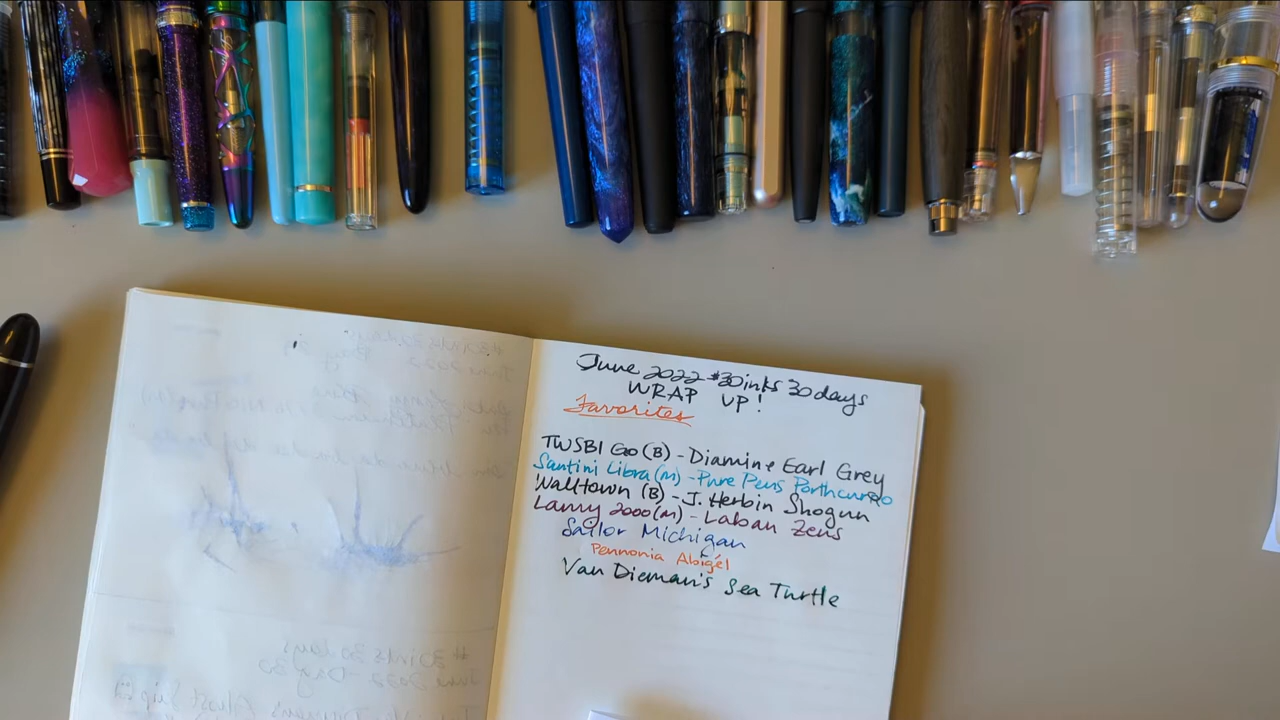 June 2022 #30inks 30days
WRAP UP!
Favorites
TWSBI Go (B) - Diamine Earl Grey
Santini Libra (M) - Pure Pens Porthcurno
Walltown (B) - J. Herbin Shogun
Lamy 2000 (M) - Laban Zeus
Sailor Michigan
Pennonia Abigél
Van Dieman's Sea Turtle